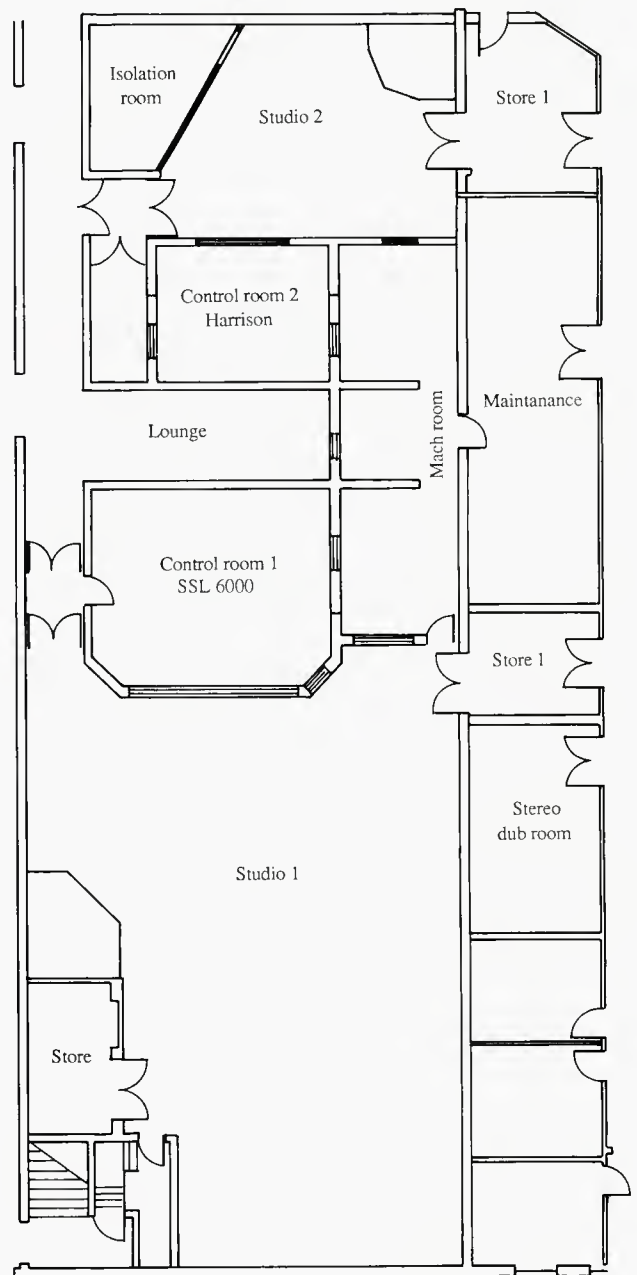 Isolation
room
Studio 2
Store 1
Control room 2
Harrison
Maintanance
Lounge
Mach room
Control room 1
SSL 6000
Store 1
Stereo
dub room
Studio 1
Store